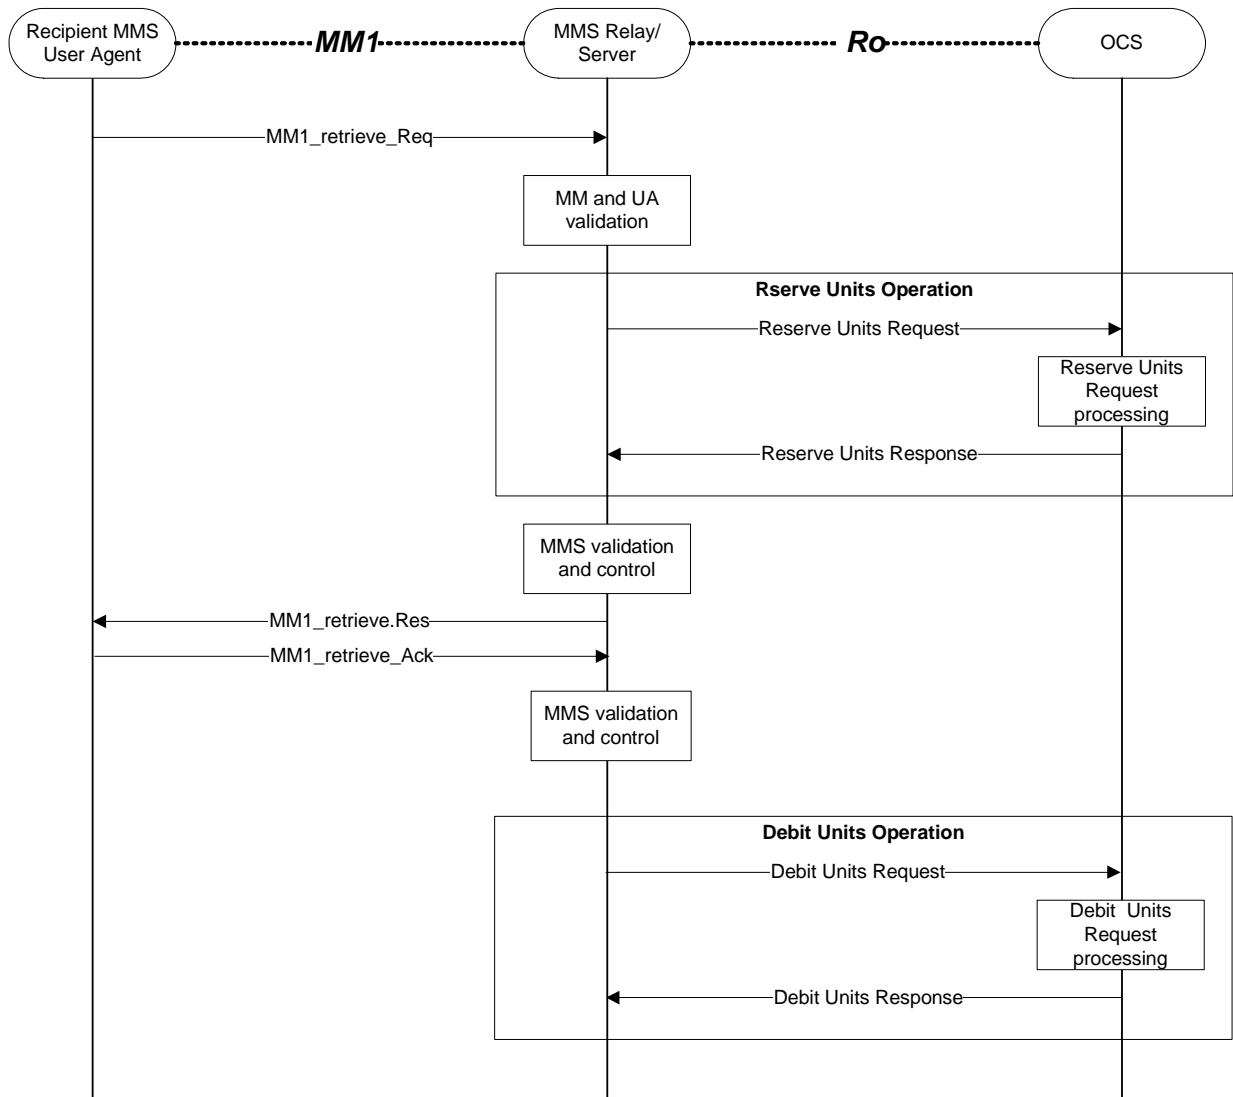 Recipient MMS
User Agent
MM1
MMS Relay/
Server
Ro
OCS
MM1_retrieve_Req
MM and UA
validation
Rserve Units Operation
Reserve Units Request
Reserve Units
Request
processing
Reserve Units Response
MMS validation
and control
MM1_retrieve.Res
MM1_retrieve_Ack
MMS validation
and control
Debit Units Operation
Debit Units Request
Debit Units
Request
processing
Debit Units Response